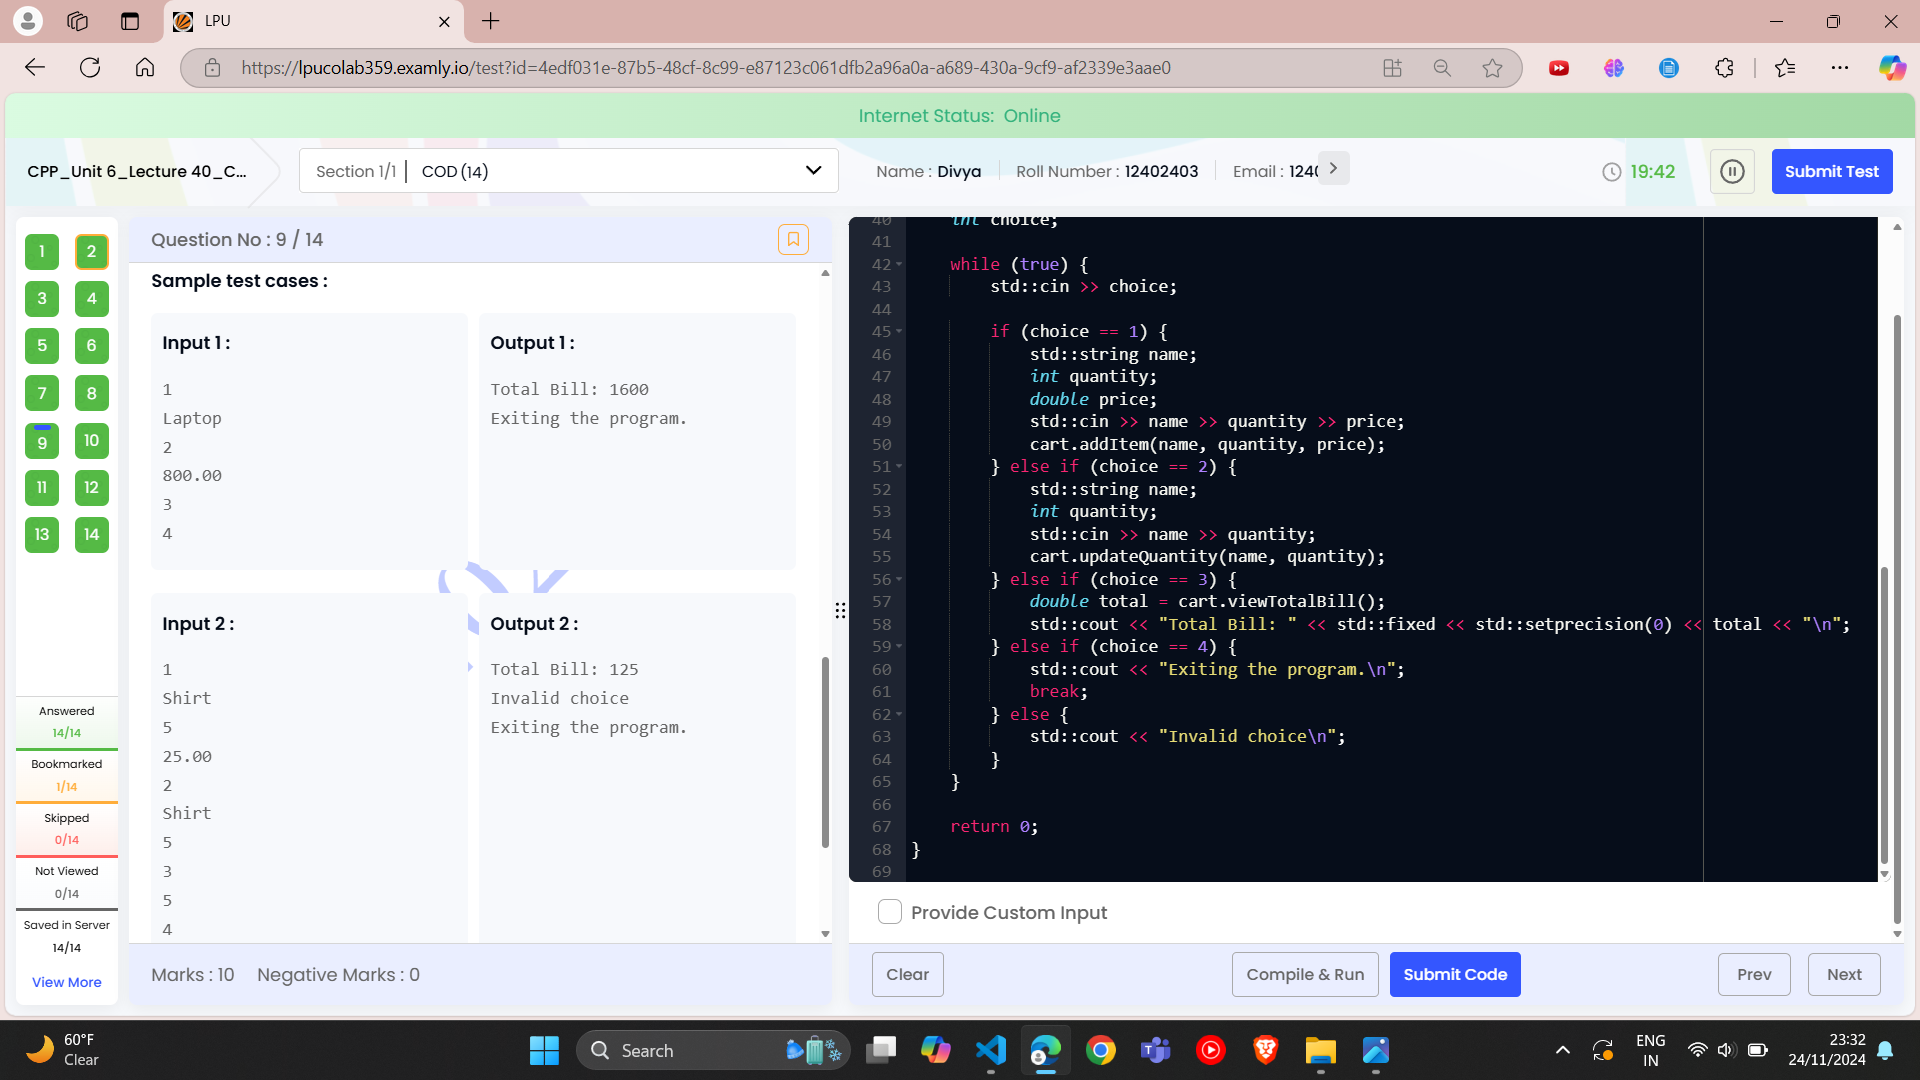 LPU
https://lpucolab359.examly.io/test?id=4edf031e-87b5-48cf-8c99-e87123c061dfb2a96a0a-a689-430a-9cf9-af2339e3aae0
Internet Status: Online
CPP_Unit 6_Lecture 40_C...
Section 1/1 | COD (14)
Name : Divya
Roll Number : 12402403
Email : 1240
19:42
Submit Test
1 2
3 4
5 6
7 8
9 10
11 12
13 14
Answered
14/14
Bookmarked
1/14
Skipped
0/14
Not Viewed
0/14
Saved in Server
14/14
View More
Question No : 9 / 14
Sample test cases :
Input 1 :
1
Laptop
2
800.00
3
4
Output 1 :
Total Bill: 1600
Exiting the program.
Input 2 :
1
Shirt
5
25.00
2
Shirt
5
3
5
4
Output 2 :
Total Bill: 125
Invalid choice
Exiting the program.
Marks : 10 Negative Marks : 0
40 int choice;
41
42 while (true) {
43 std::cin >> choice;
44
45 if (choice == 1) {
46 std::string name;
47 int quantity;
48 double price;
49 std::cin >> name >> quantity >> price;
50 cart.addItem(name, quantity, price);
51 } else if (choice == 2) {
52 std::string name;
53 int quantity;
54 std::cin >> name >> quantity;
55 cart.updateQuantity(name, quantity);
56 } else if (choice == 3) {
57 double total = cart.viewTotalBill();
58 std::cout << "Total Bill: " << std::fixed << std::setprecision(0) << total << "\n";
59 } else if (choice == 4) {
60 std::cout << "Exiting the program.\n";
61 break;
62 } else {
63 std::cout << "Invalid choice\n";
64 }
65 }
66
67 return 0;
68 }
69
Provide Custom Input
Clear
Compile & Run
Submit Code
Prev
Next
60°F
Clear
Search
ENG
IN
23:32
24/11/2024